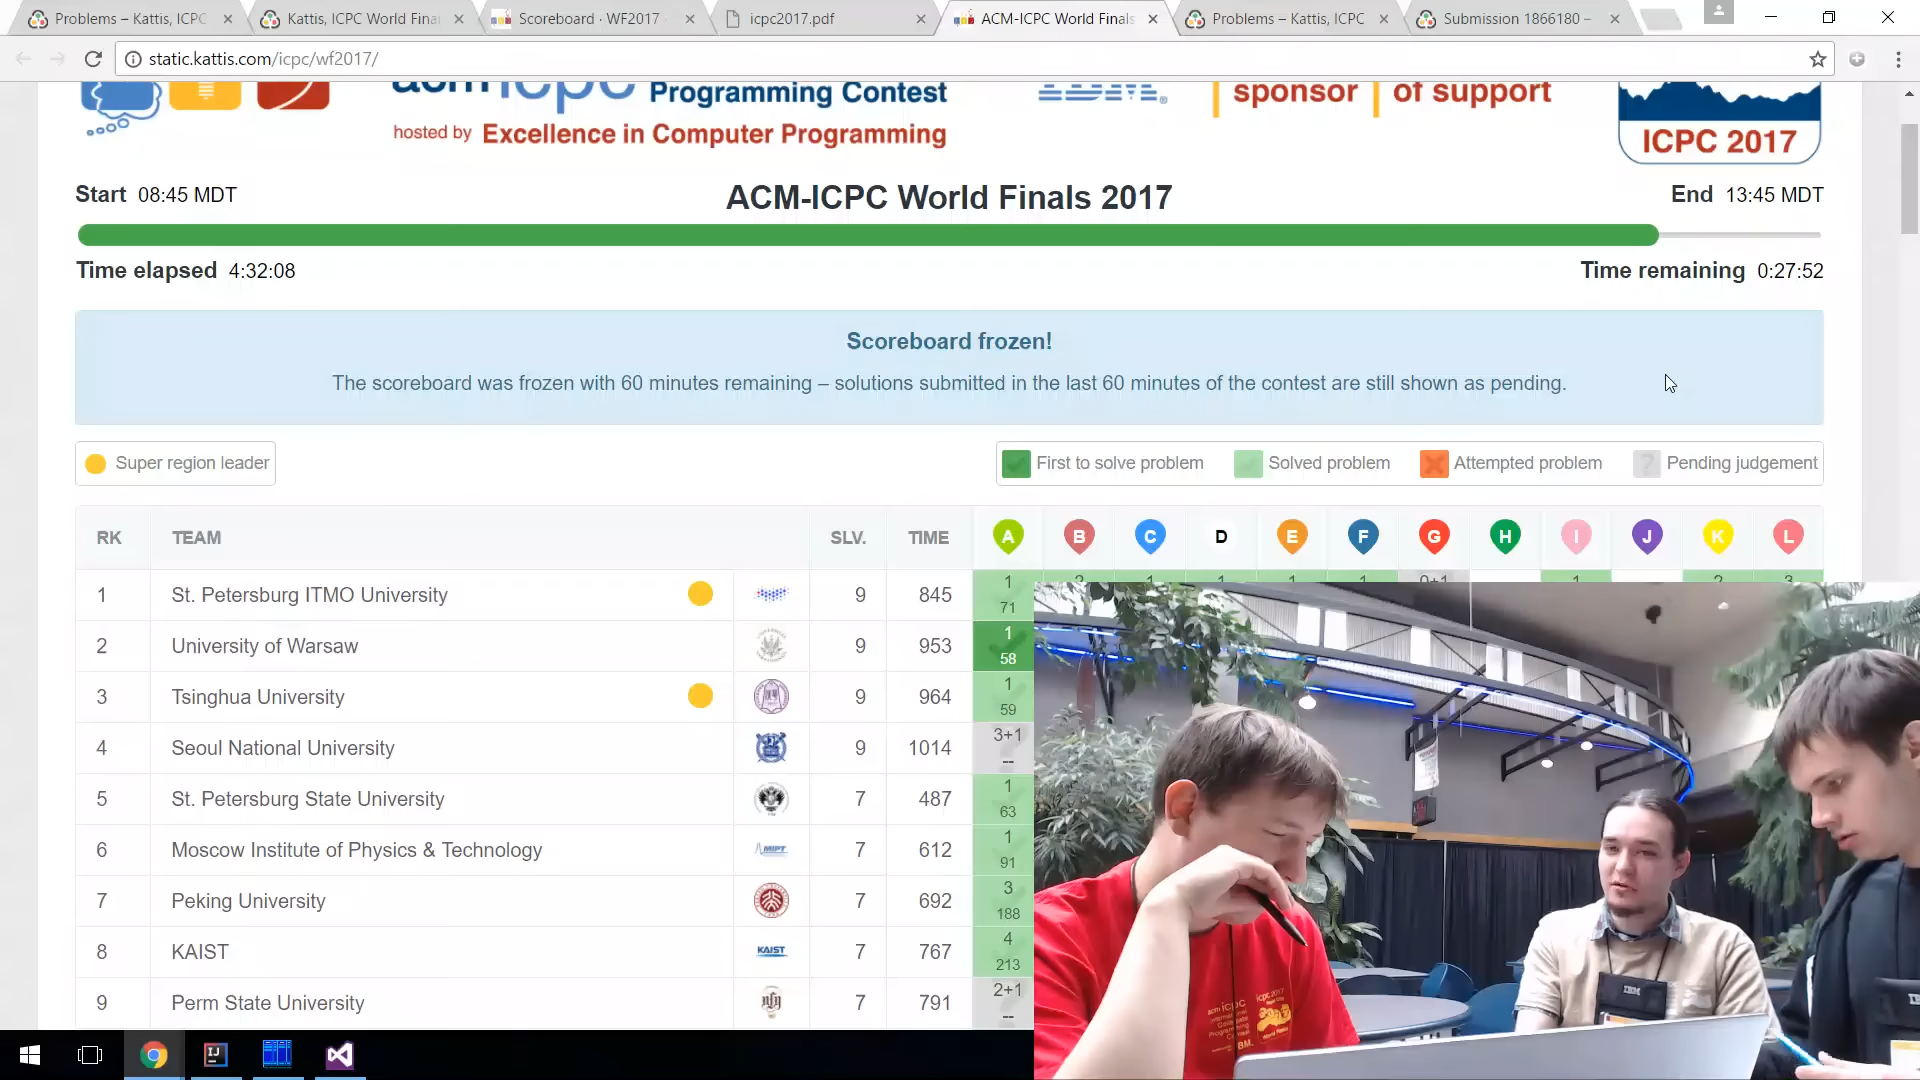 Problems – Kattis, ICPC
Kattis, ICPC World Final
Scoreboard · WF2017
icpc2017.pdf
ACM-ICPC World Finals
Problems – Kattis, ICPC
Submission 1866180 –
static.kattis.com/icpc/wf2017/
acm icpc Programming Contest
hosted by Excellence in Computer Programming
IBM
sponsor
of support
ICPC 2017
Start 08:45 MDT
ACM-ICPC World Finals 2017
End 13:45 MDT
Time elapsed 4:32:08
Time remaining 0:27:52
Scoreboard frozen!
The scoreboard was frozen with 60 minutes remaining – solutions submitted in the last 60 minutes of the contest are still shown as pending.
Super region leader
First to solve problem
Solved problem
Attempted problem
? Pending judgement
RK TEAM SLV. TIME A B C D E F G H I J K L
1 St. Petersburg ITMO University 9 845 1 71
2 University of Warsaw 9 953 1 58
3 Tsinghua University 9 964 1 59
4 Seoul National University 9 1014 3+1 --
5 St. Petersburg State University 7 487 1 63
6 Moscow Institute of Physics & Technology MIPT 7 612 1 91
7 Peking University 7 692 3 188
8 KAIST KAIST 7 767 4 213
9 Perm State University 7 791 2+1 --
IBM
IJ